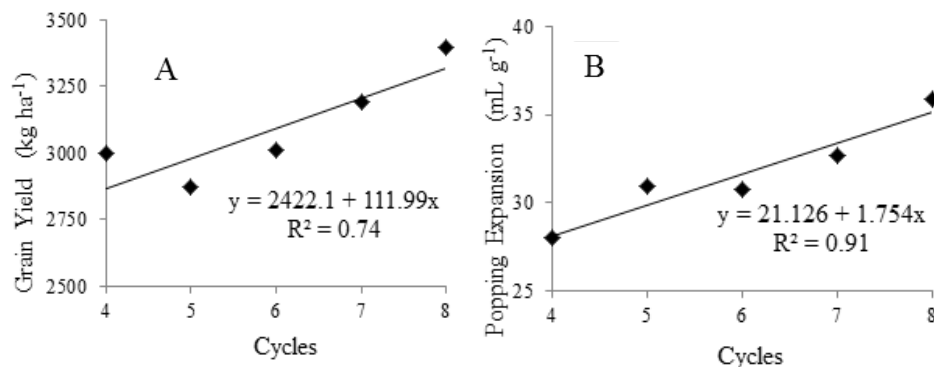 A
Grain Yield (kg ha⁻¹)
3500
3250
3000
2750
2500
y = 2422.1 + 111.99x
R² = 0.74
4 5 6 7 8
Cycles
B
Popping Expansion (mL g⁻¹)
40
35
30
25
y = 21.126 + 1.754x
R² = 0.91
4 5 6 7 8
Cycles